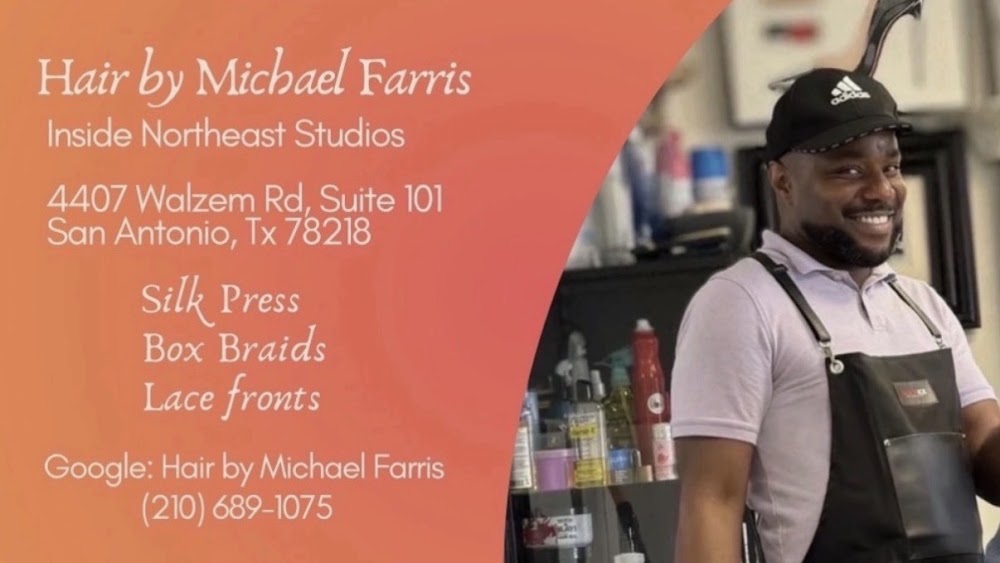 Hair by Michael Farris
Inside Northeast Studios
4407 Walzem Rd, Suite 101
San Antonio, Tx 78218
Silk Press
Box Braids
Lace fronts
Google: Hair by Michael Farris
(210) 689-1075
adidas